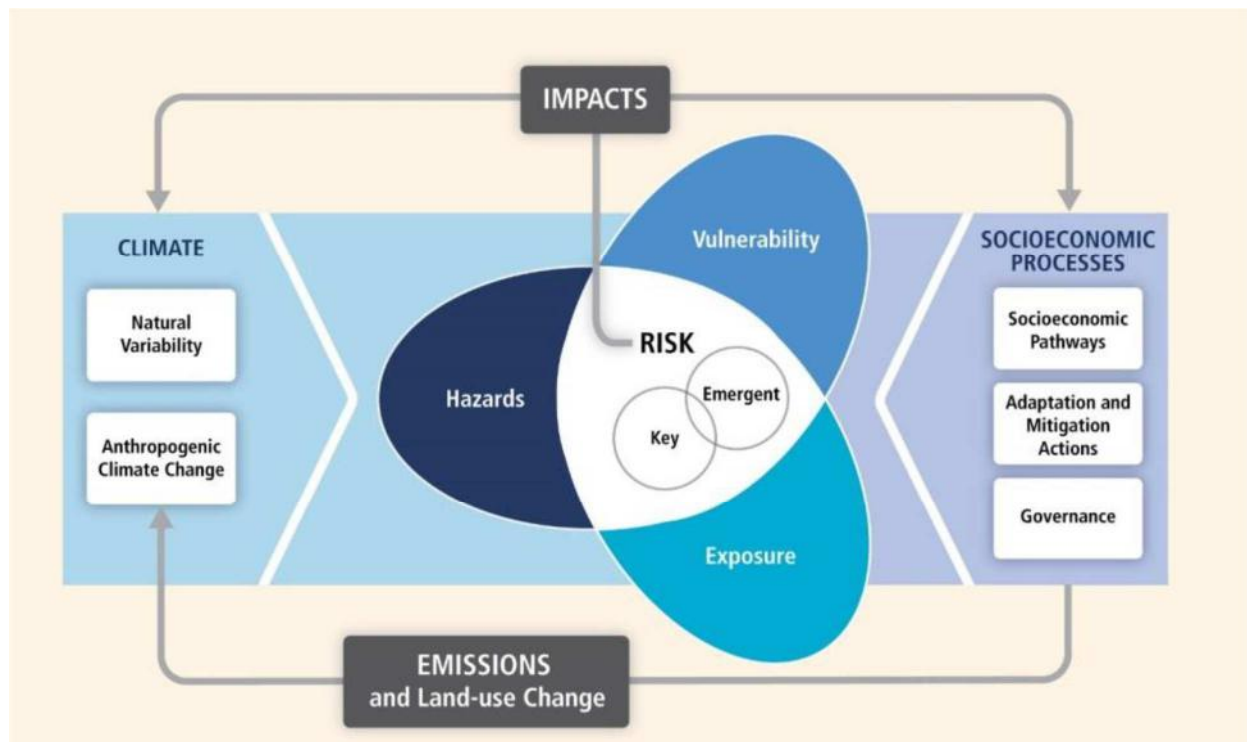 IMPACTS
CLIMATE
Natural
Variability
Anthropogenic
Climate Change
Vulnerability
Hazards
RISK
Emergent
Key
Exposure
SOCIOECONOMIC
PROCESSES
Socioeconomic
Pathways
Adaptation and
Mitigation
Actions
Governance
EMISSIONS
and Land-use Change